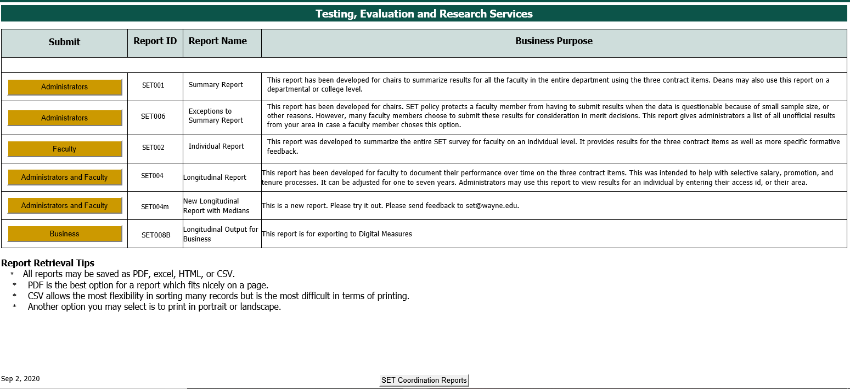 Testing, Evaluation and Research Services
Submit Report ID Report Name Business Purpose
Administrators SET001 Summary Report This report has been developed for chairs to summarize results for all the faculty in the entire department using the three contract items. Deans may also use this report on a
departmental or college level.
Administrators SET006 Exceptions to
Summary Report
This report has been developed for chairs. SET policy protects a faculty member from having to submit results when the data is questionable because of small sample size, or
other reasons. However, many faculty members choose to submit these results for consideration in merit decisions. This report gives administrators a list of all unofficial results
from your area in case a faculty member choses this option.
Faculty SET002 Individual Report This report was developed to summarize the entire SET survey for faculty on an individual level. It provides results for the three contract items as well as more specific formative
feedback.
Administrators and Faculty SET004 Longitudinal Report This report has been developed for faculty to document their performance over time on the three contract items. This was intended to help with selective salary, promotion, and
tenure processes. It can be adjusted for one to seven years. Administrators may use this report to view results for an individual by entering their access id, or their area.
Administrators and Faculty SET004m New Longitudinal
Report with Medians
This is a new report. Please try it out. Please send feedback to set@wayne.edu.
Business SET008B Longitudinal Output for
Business
This report is for exporting to Digital Measures
Report Retrieval Tips
* All reports may be saved as PDF, excel, HTML, or CSV.
* PDF is the best option for a report which fits nicely on a page.
* CSV allows the most flexibility in sorting many records but is the most difficult in terms of printing.
* Another option you may select is to print in portrait or landscape.
Sep 2, 2020
SET Coordination Reports